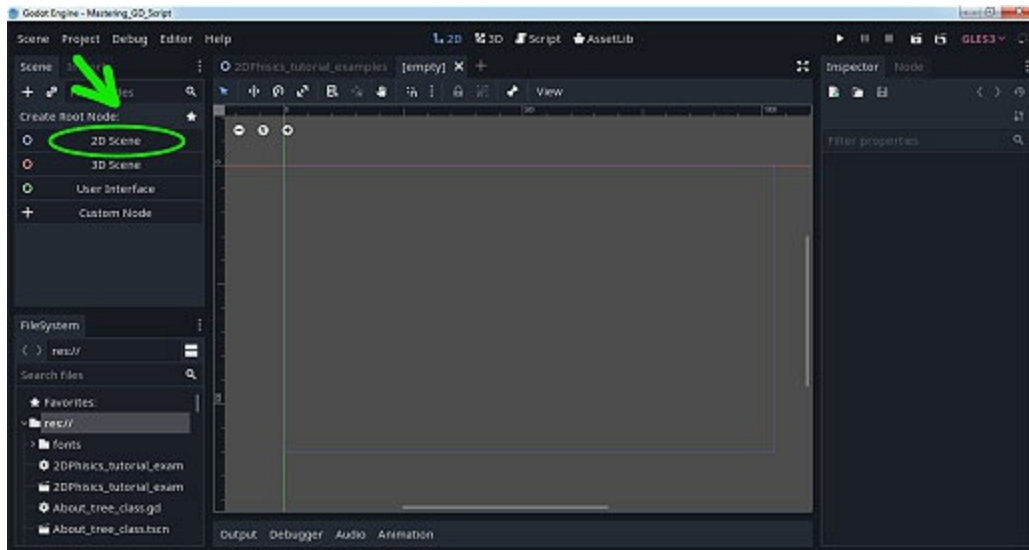 Godot Engine - Mastering_GD_Script
Scene Project Debug Editor Help
2D 3D Script AssetLib
GLES3
Scene
2DPhisics_tutorial_examples [empty]
Inspector Node
View
Create Root Node:
2D Scene
3D Scene
User Interface
Custom Node
Filter properties
FileSystem
res://
Search files
Favorites:
res://
fonts
2DPhisics_tutorial_exam
2DPhisics_tutorial_exam
About_tree_class.gd
About_tree_class.tscn
Output Debugger Audio Animation